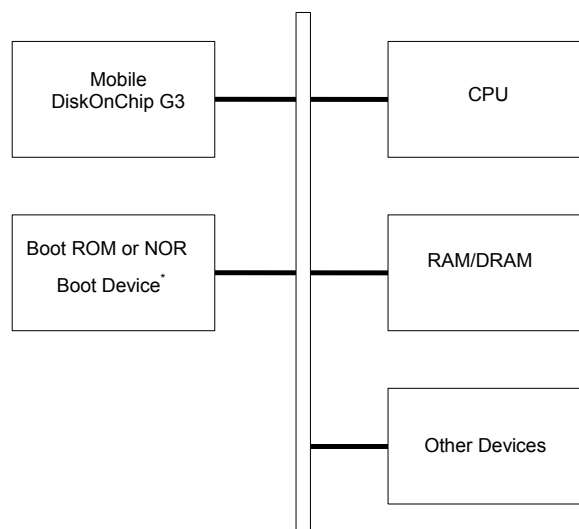 Mobile
DiskOnChip G3
CPU
Boot ROM or NOR
Boot Device*
RAM/DRAM
Other Devices